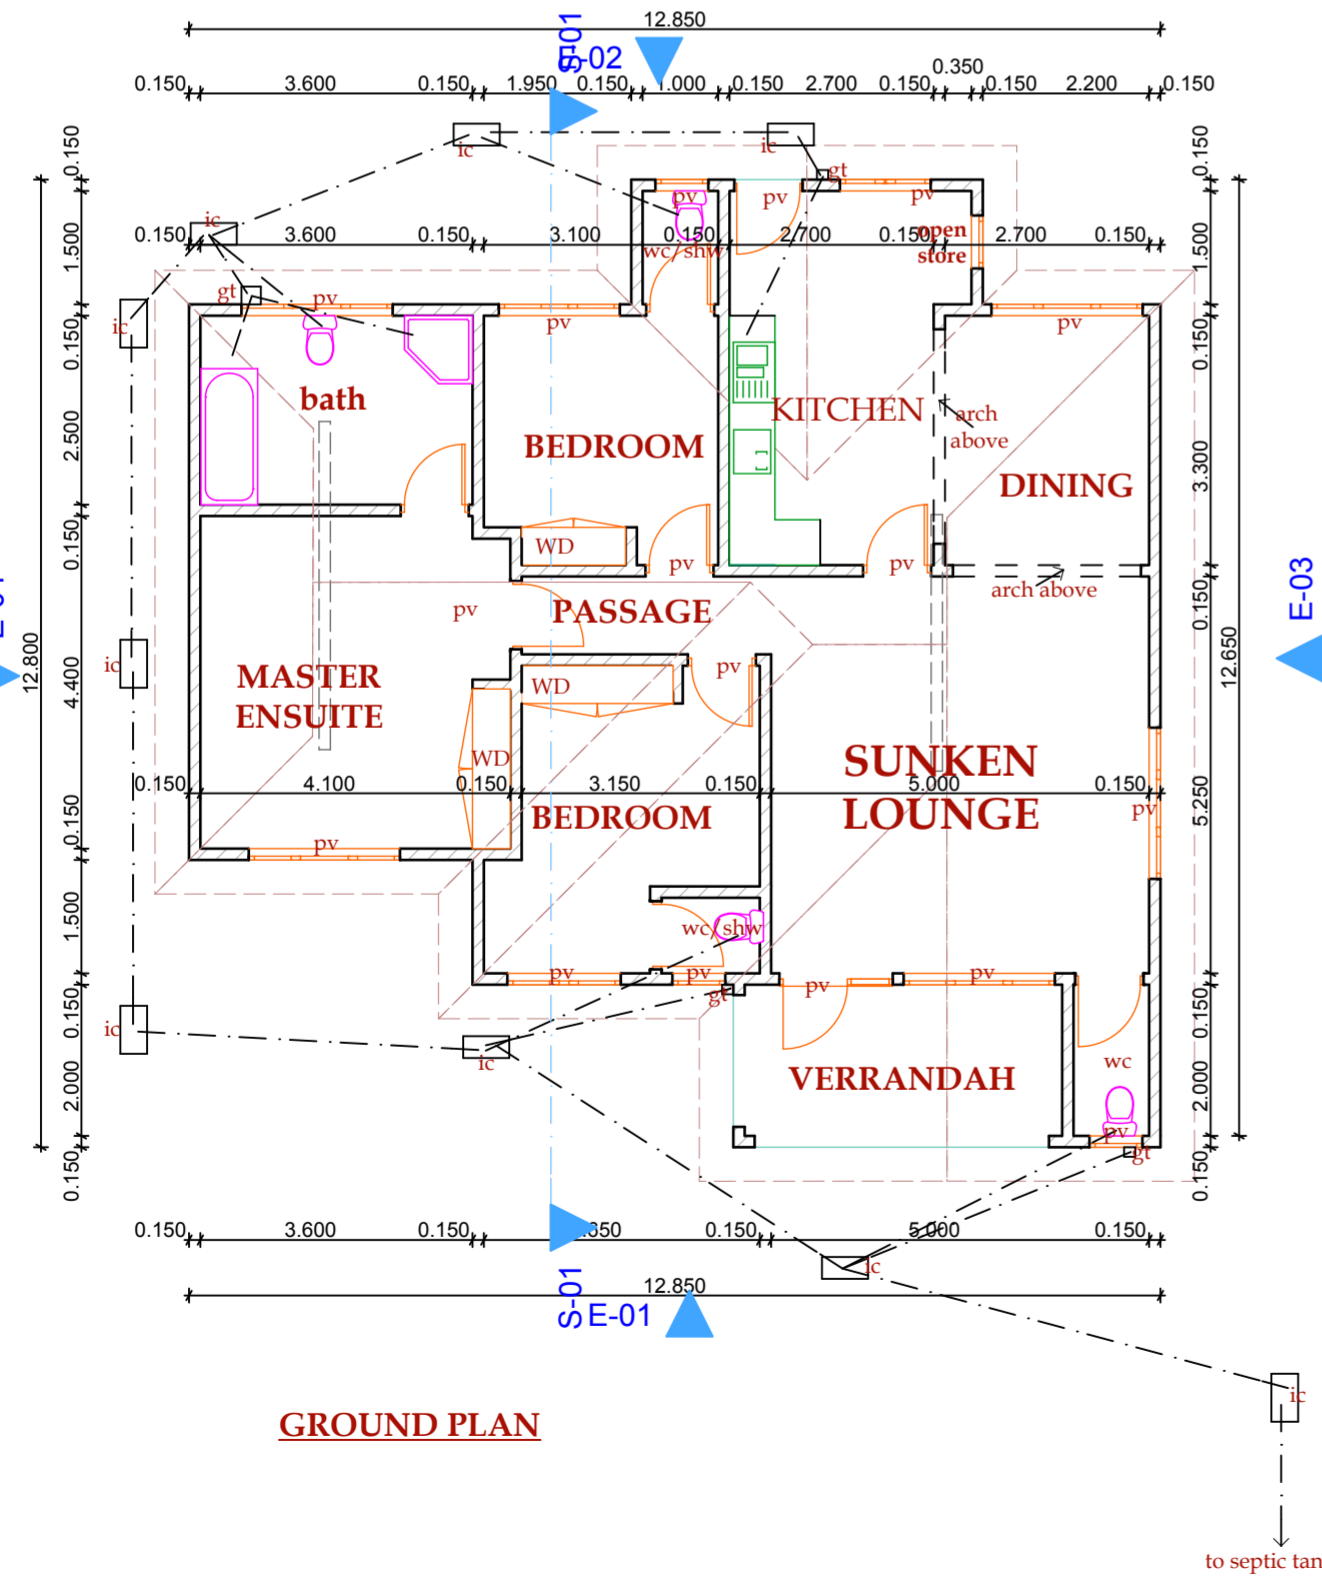 12.850
S-01
E-02
0.150 3.600 0.150 1.950 0.150 1.000 0.150 2.700 0.150 0.350 0.150 2.200 0.150
ic
ic
gt
pv
pv
pv
wc/shw
open
store
ic
0.150 3.600 0.150 3.100 0.150 2.700 0.150 2.700 0.150
gt
pv
pv
pv
ic
bath
KITCHEN
arch
above
BEDROOM
DINING
WD
pv
pv
arch above
PASSAGE
pv
E-03
12.800
12.650
0.150
1.500
0.150
2.500
0.150
4.400
0.150
1.500
0.150
2.000
0.150
0.150
1.500
3.300
0.150
5.250
0.150
2.000
0.150
ic
MASTER
ENSUITE
WD
pv
WD
SUNKEN
LOUNGE
0.150 4.100 0.150 3.150 0.150 5.000 0.150
pv
BEDROOM
pv
wc/shw
pv
pv
gt
pv
pv
ic
ic
wc
VERRANDAH
pv
gt
0.150 3.600 0.150 0.150 5.000 0.150
ic
12.850
S-01
E-01
ic
GROUND PLAN
to septic tan